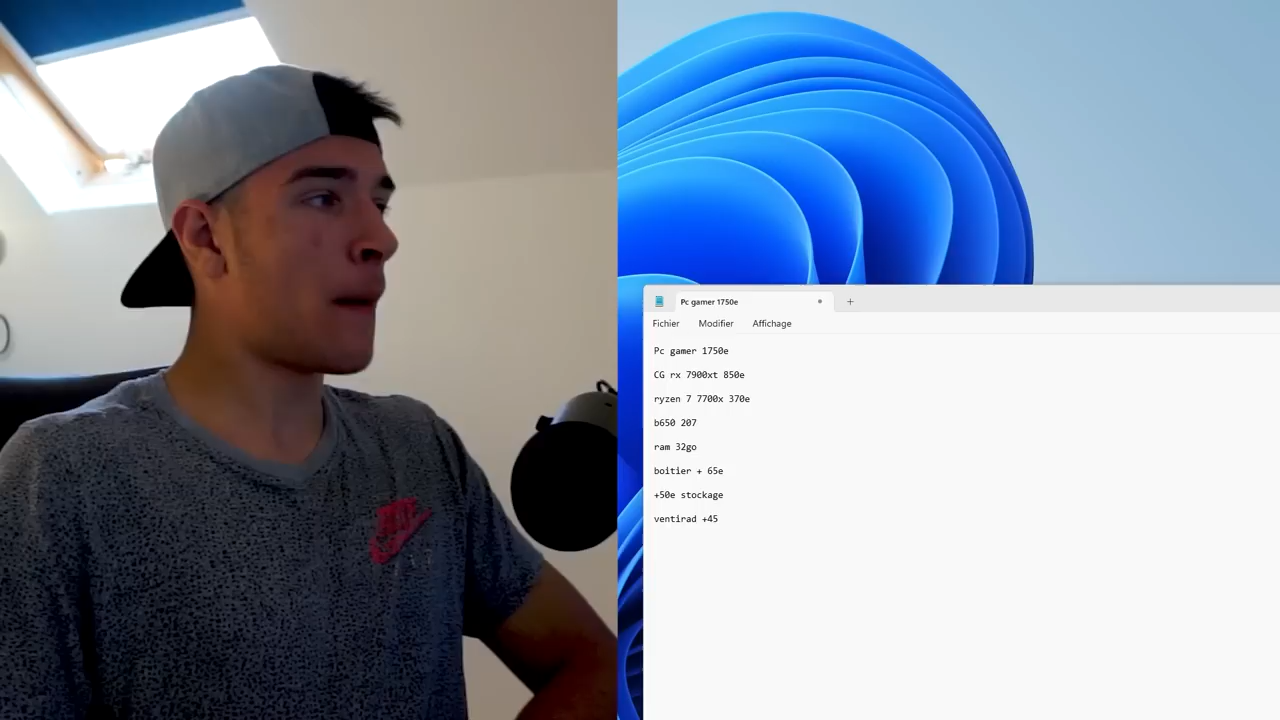 Pc gamer 1750e
Fichier Modifier Affichage
Pc gamer 1750e
CG rx 7900xt 850e
ryzen 7 7700x 370e
b650 207
ram 32go
boitier + 65e
+50e stockage
ventirad +45